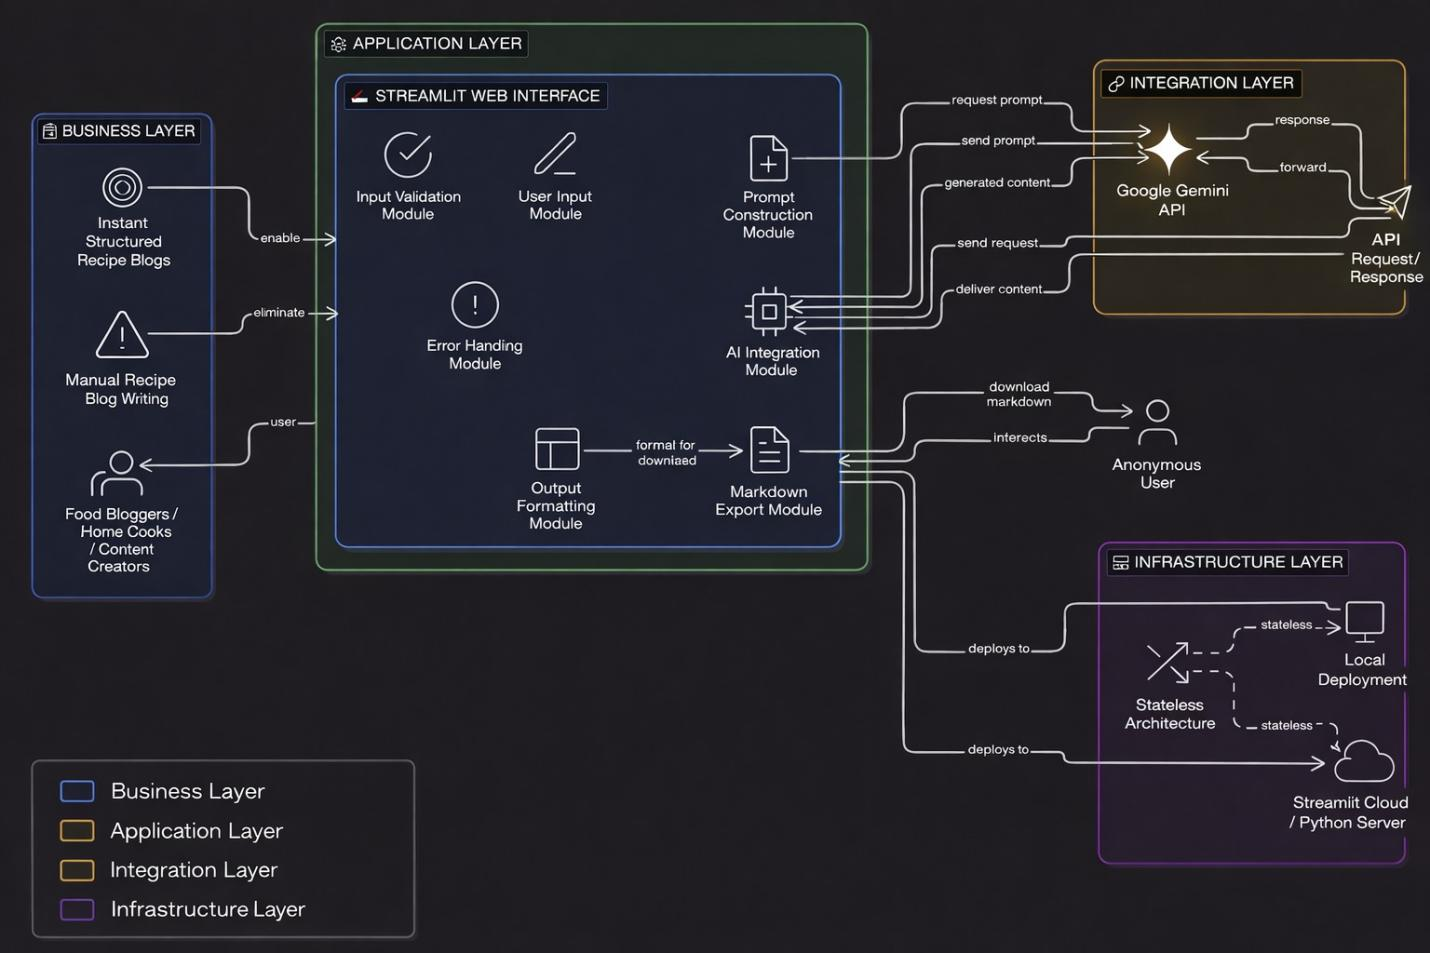 APPLICATION LAYER
STREAMLIT WEB INTERFACE
Input Validation
Module
User Input
Module
Prompt
Construction
Module
Error Handing
Module
AI Integration
Module
Output
Formatting
Module
formal for
downlaed
Markdown
Export Module
BUSINESS LAYER
Instant
Structured
Recipe Blogs
Manual Recipe
Blog Writing
Food Bloggers /
Home Cooks
/ Content
Creators
enable
eliminate
user
request prompt
send prompt
generated content
send request
deliver content
INTEGRATION LAYER
Google Gemini
API
response
forward
API
Request/
Response
download
markdown
interects
Anonymous
User
INFRASTRUCTURE LAYER
deploys to
deploys to
Stateless
Architecture
stateless
stateless
Local
Deployment
Streamlit Cloud
/ Python Server
Business Layer
Application Layer
Integration Layer
Infrastructure Layer